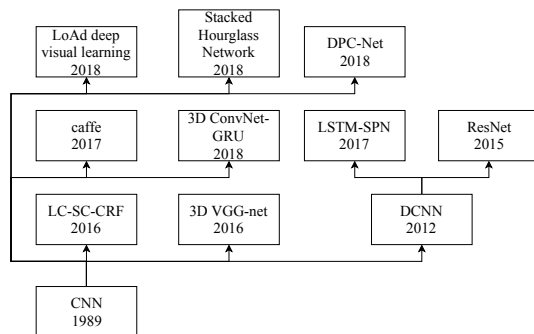 LoAd deep
visual learning
2018
Stacked
Hourglass
Network
2018
DPC-Net
2018
caffe
2017
3D ConvNet-
GRU
2018
LSTM-SPN
2017
ResNet
2015
LC-SC-CRF
2016
3D VGG-net
2016
DCNN
2012
CNN
1989